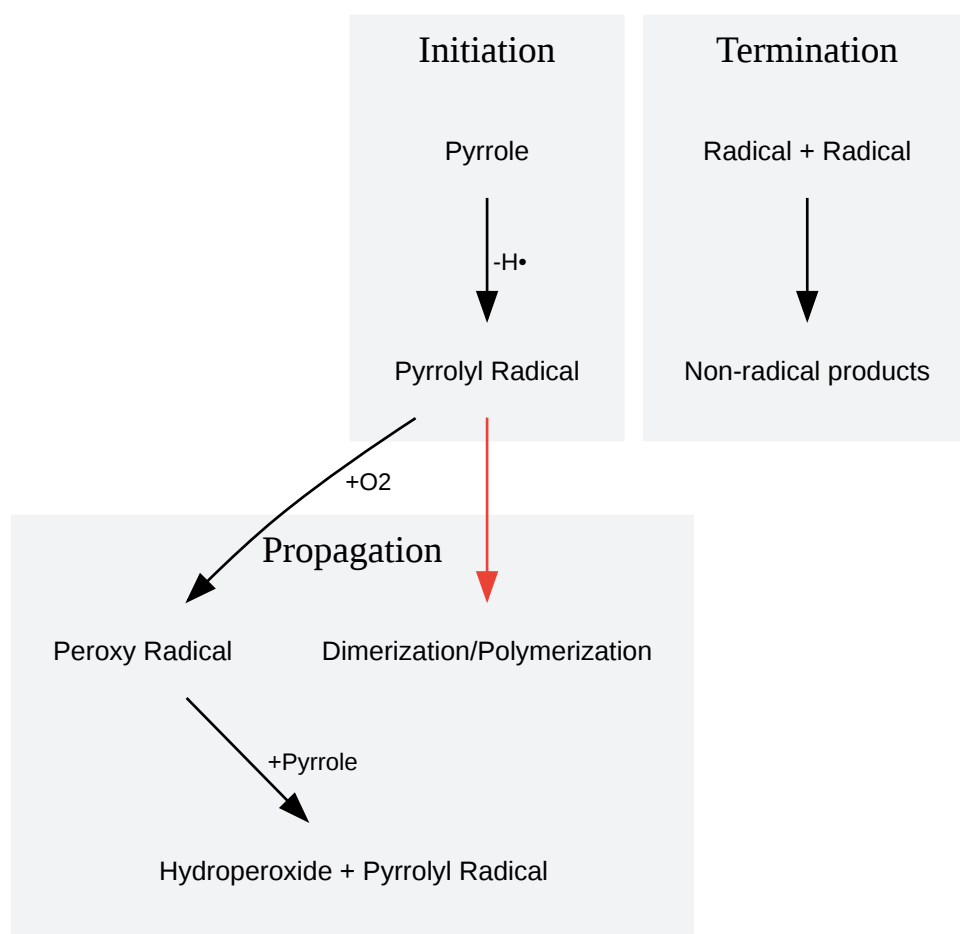 Initiation
Pyrrole
-H•
Pyrrolyl Radical
Termination
Radical + Radical
Non-radical products
+O2
Propagation
Peroxy Radical
Dimerization/Polymerization
+Pyrrole
Hydroperoxide + Pyrrolyl Radical